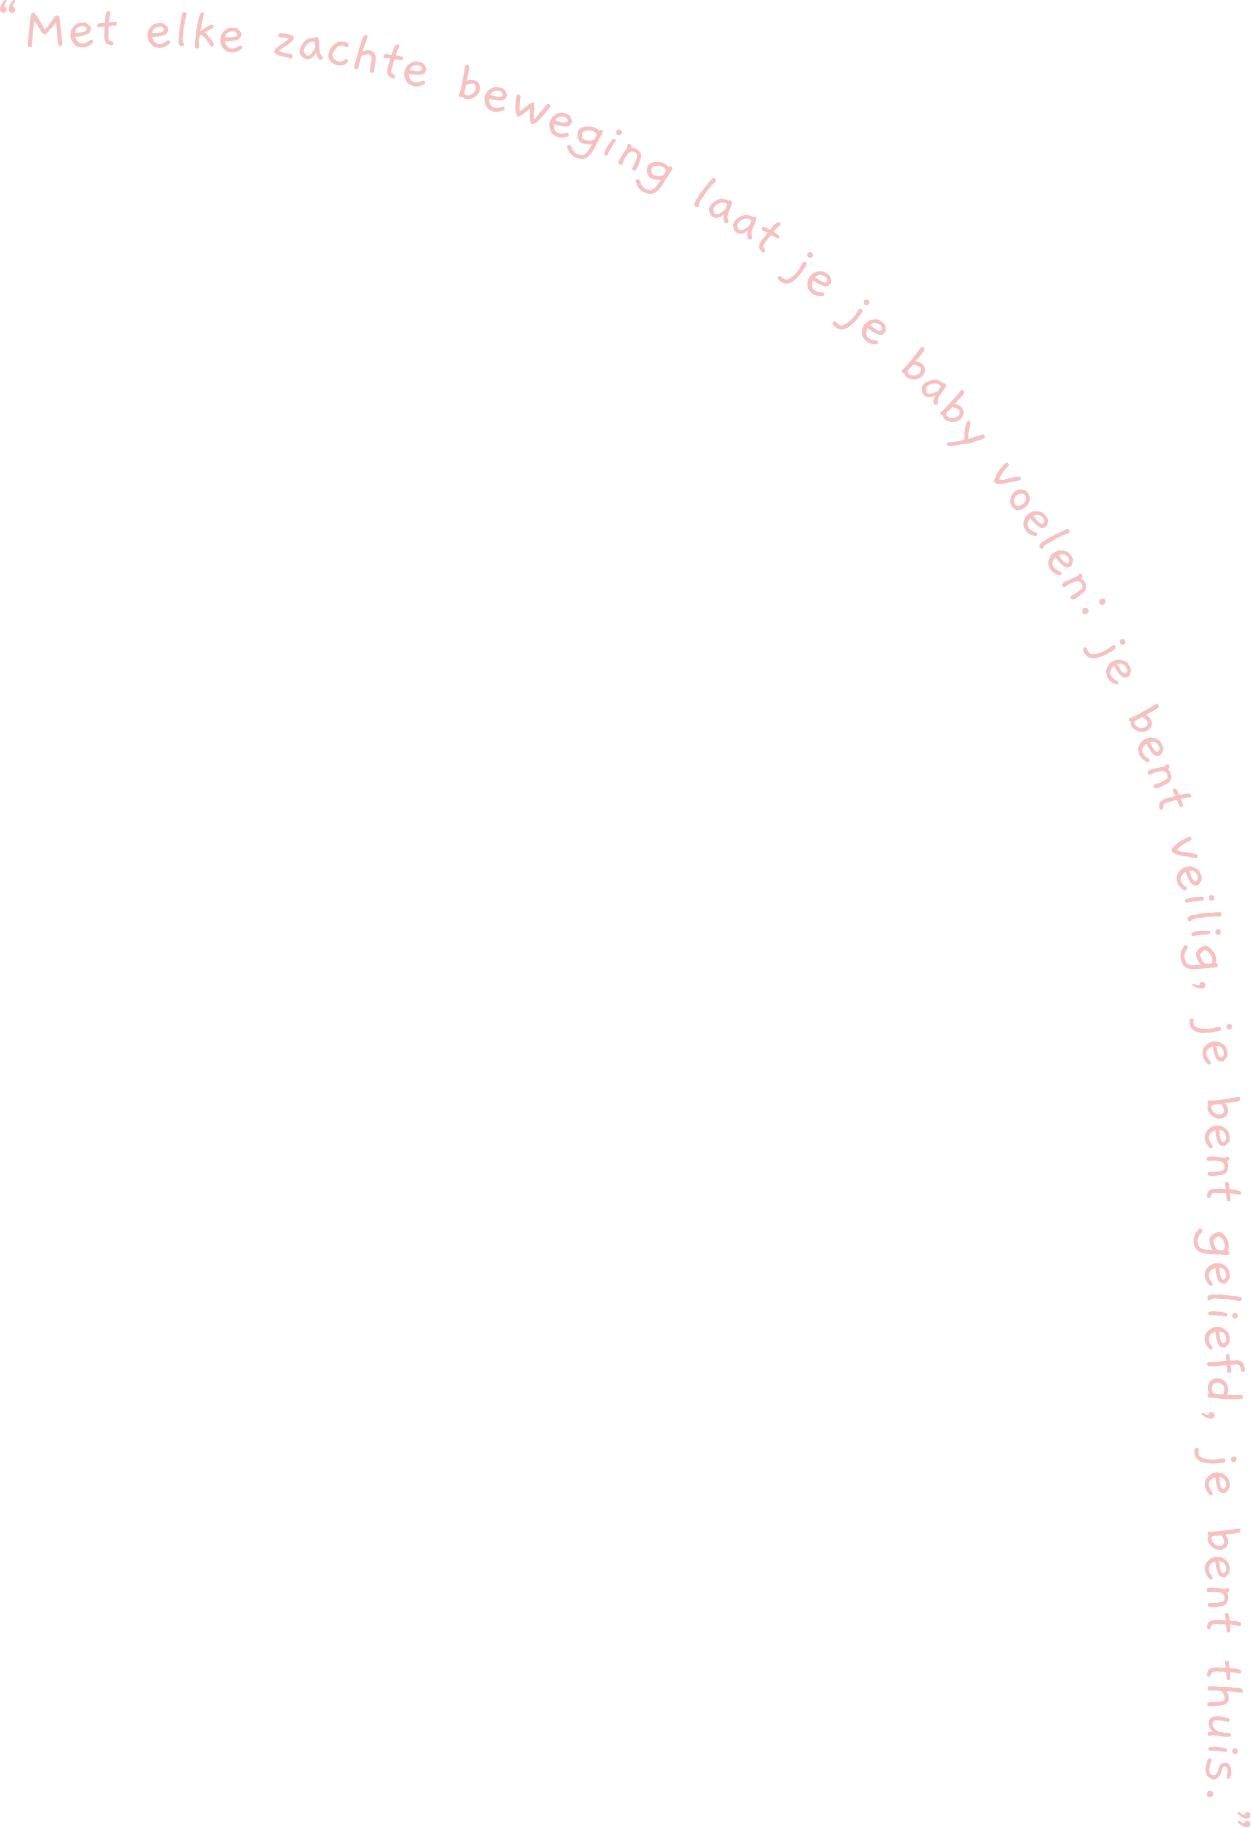 “Met elke zachte beweging laat je je baby voelen: je bent veilig, je bent geliefd, je bent thuis.”